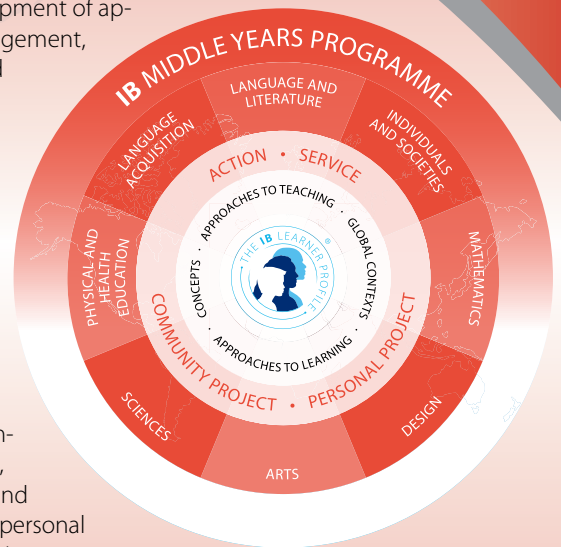 pment of ap-
gement,
IB MIDDLE YEARS PROGRAMME
LANGUAGE AND
LITERATURE
LANGUAGE
ACQUISITION
INDIVIDUALS
AND SOCIETIES
PHYSICAL AND
HEALTH
EDUCATION
MATHEMATICS
SCIENCES
DESIGN
ARTS
ACTION • SERVICE
COMMUNITY PROJECT • PERSONAL PROJECT
APPROACHES TO TEACHING · GLOBAL CONTEXTS · APPROACHES TO LEARNING · CONCEPTS ·
THE IB LEARNER PROFILE ®
n-
,
nd
personal